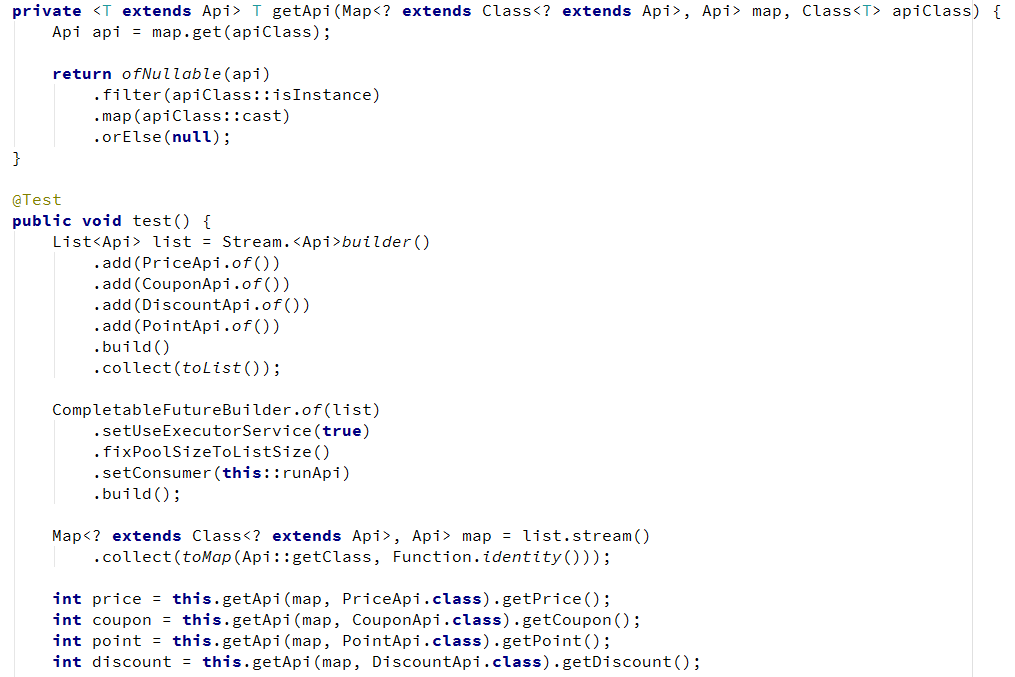 private <T extends Api> T getApi(Map<? extends Class<? extends Api>, Api> map, Class<T> apiClass) {
    Api api = map.get(apiClass);

    return ofNullable(api)
        .filter(apiClass::isInstance)
        .map(apiClass::cast)
        .orElse(null);
}

@Test
public void test() {
    List<Api> list = Stream.<Api>builder()
        .add(PriceApi.of())
        .add(CouponApi.of())
        .add(DiscountApi.of())
        .add(PointApi.of())
        .build()
        .collect(toList());

    CompletableFutureBuilder.of(list)
        .setUseExecutorService(true)
        .fixPoolSizeToListSize()
        .setConsumer(this::runApi)
        .build();

    Map<? extends Class<? extends Api>, Api> map = list.stream()
        .collect(toMap(Api::getClass, Function.identity()));

    int price = this.getApi(map, PriceApi.class).getPrice();
    int coupon = this.getApi(map, CouponApi.class).getCoupon();
    int point = this.getApi(map, PointApi.class).getPoint();
    int discount = this.getApi(map, DiscountApi.class).getDiscount();